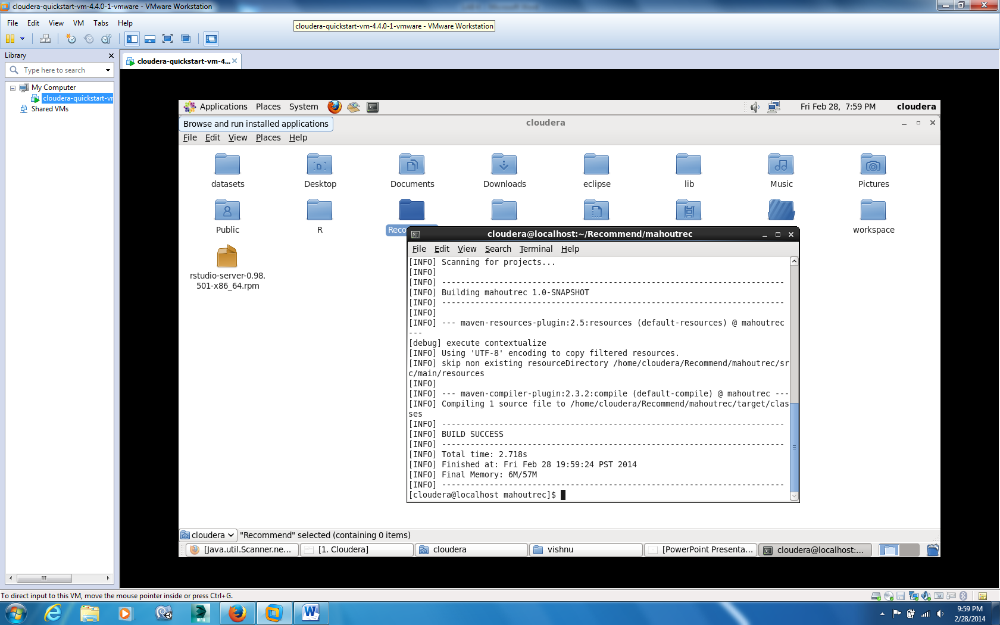 cloudera-quickstart-vm-4.4.0-1-vmware - VMware Workstation
File Edit View VM Tabs Help
cloudera-quickstart-vm-4.4.0-1-vmware - VMware Workstation
Library
Type here to search
My Computer
cloudera-quickstart-vr
Shared VMs
cloudera-quickstart-vm-4...
Applications Places System
Fri Feb 28, 7:59 PM cloudera
Browse and run installed applications
cloudera
File Edit View Places Help
datasets Desktop Documents Downloads eclipse lib Music Pictures
Public R Reco workspace
rstudio-server-0.98.
501-x86_64.rpm
cloudera@localhost:~/Recommend/mahoutrec
File Edit View Search Terminal Help
[INFO] Scanning for projects...
[INFO]
[INFO] ------------------------------------------------------------------------
[INFO] Building mahoutrec 1.0-SNAPSHOT
[INFO] ------------------------------------------------------------------------
[INFO]
[INFO] --- maven-resources-plugin:2.5:resources (default-resources) @ mahoutrec
---
[debug] execute contextualize
[INFO] Using 'UTF-8' encoding to copy filtered resources.
[INFO] skip non existing resourceDirectory /home/cloudera/Recommend/mahoutrec/sr
c/main/resources
[INFO]
[INFO] --- maven-compiler-plugin:2.3.2:compile (default-compile) @ mahoutrec ---
[INFO] Compiling 1 source file to /home/cloudera/Recommend/mahoutrec/target/clas
ses
[INFO] ------------------------------------------------------------------------
[INFO] BUILD SUCCESS
[INFO] ------------------------------------------------------------------------
[INFO] Total time: 2.718s
[INFO] Finished at: Fri Feb 28 19:59:24 PST 2014
[INFO] Final Memory: 6M/57M
[INFO] ------------------------------------------------------------------------
[cloudera@localhost mahoutrec]$
cloudera "Recommend" selected (containing 0 items)
[Java.util.Scanner.ne... [1. Cloudera] cloudera vishnu [PowerPoint Presenta... cloudera@localhost:...
To direct input to this VM, move the mouse pointer inside or press Ctrl+G.
9:59 PM
2/28/2014